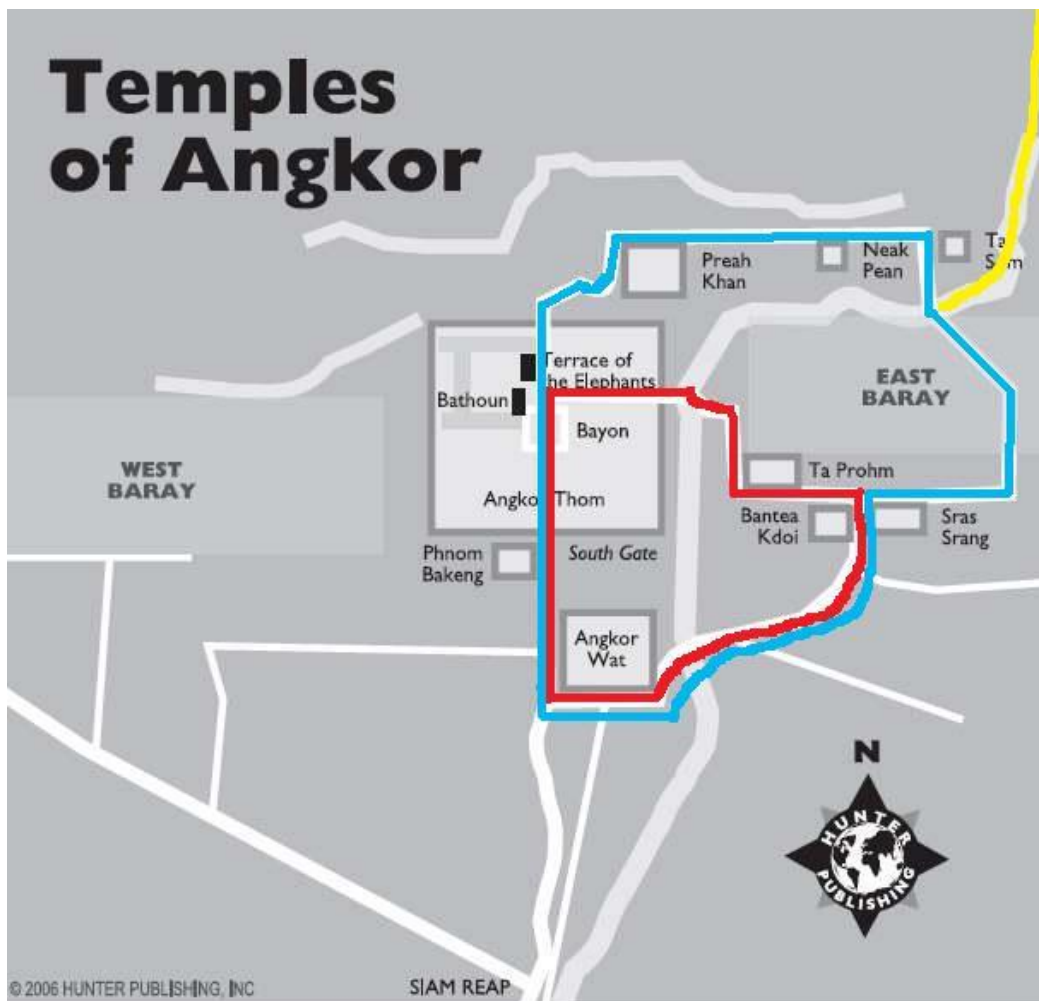 Temples
of Angkor
Preah
Khan
Neak
Pean
Terrace of
the Elephants
Bathoun
Bayon
EAST
BARAY
WEST
BARAY
Ta Prohm
Angkor Thom
Bantea
Kdoi
Sras
Srang
Phnom
Bakeng
South Gate
Angkor
Wat
N
HUNTER
PUBLISHING
© 2006 HUNTER PUBLISHING, INC
SIAM REAP